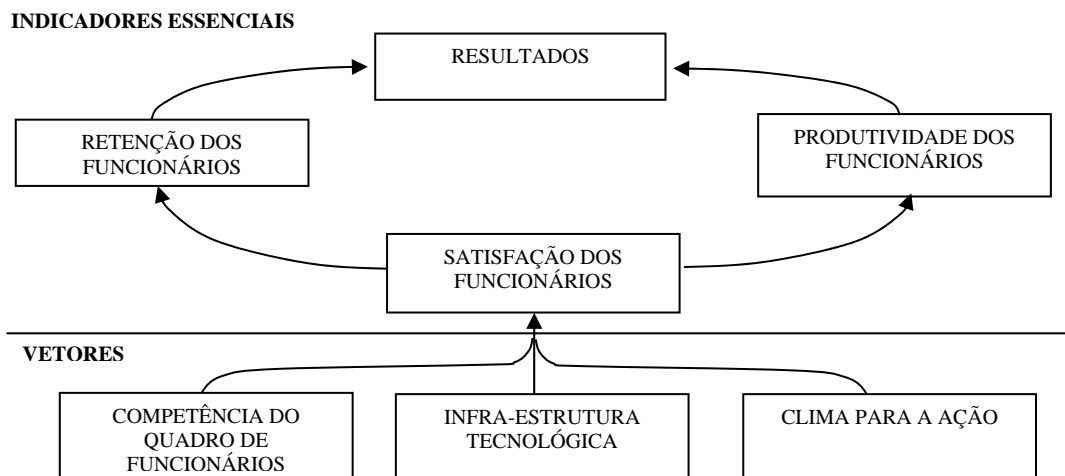 INDICADORES ESSENCIAIS
RESULTADOS
RETENÇÃO DOS
FUNCIONÁRIOS
PRODUTIVIDADE DOS
FUNCIONÁRIOS
SATISFAÇÃO DOS
FUNCIONÁRIOS
VETORES
COMPETÊNCIA DO
QUADRO DE
FUNCIONÁRIOS
INFRA-ESTRUTURA
TECNOLÓGICA
CLIMA PARA A AÇÃO